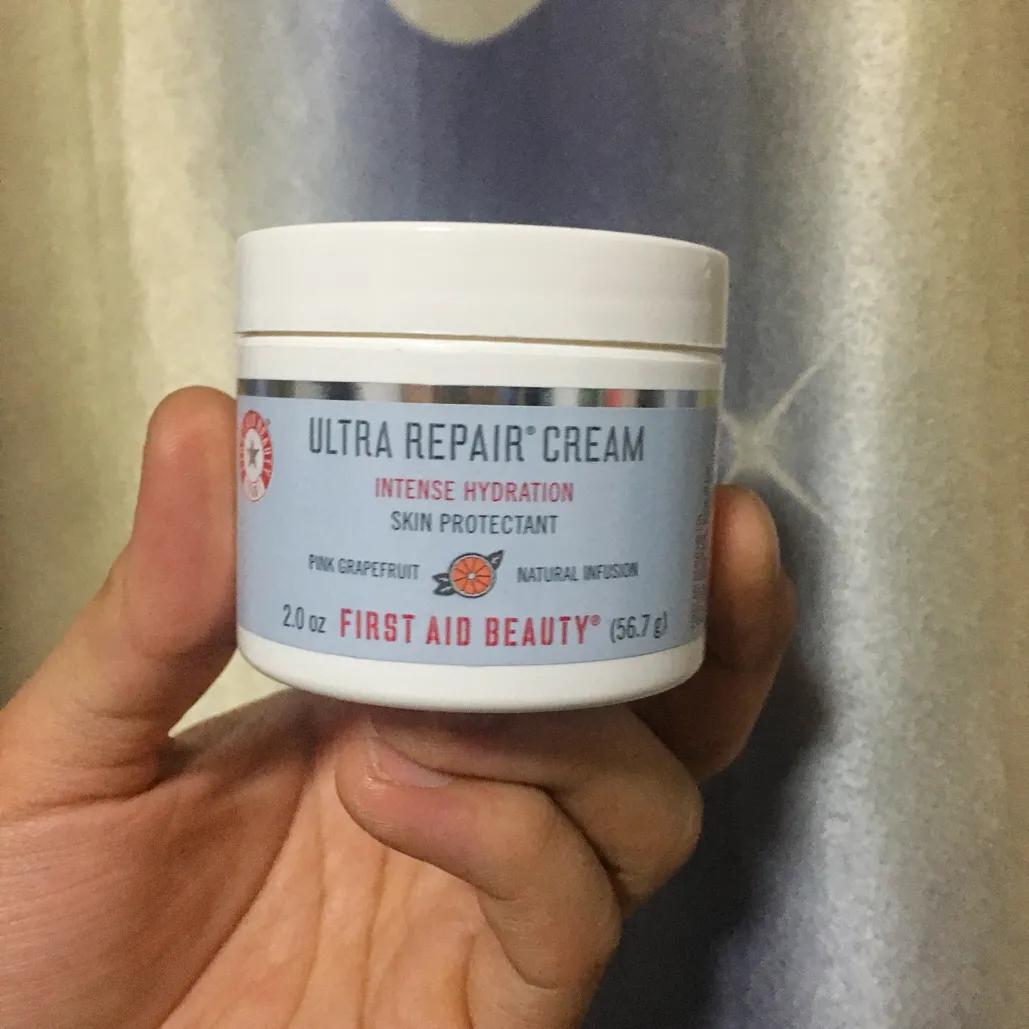 ULTRA REPAIR® CREAM
INTENSE HYDRATION
SKIN PROTECTANT
PINK GRAPEFRUIT NATURAL INFUSION
2.0 oz FIRST AID BEAUTY® (56.7 g)